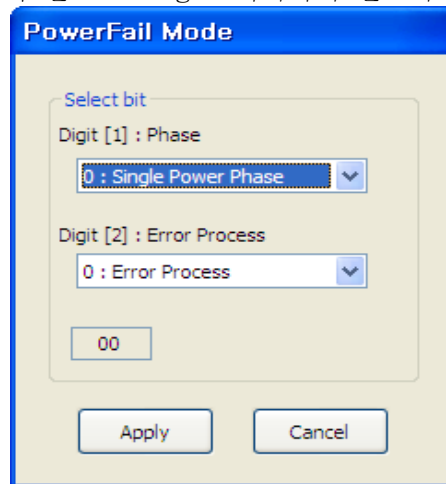 PowerFail Mode
Select bit
Digit [1] : Phase
0 : Single Power Phase
Digit [2] : Error Process
0 : Error Process
00
Apply
Cancel